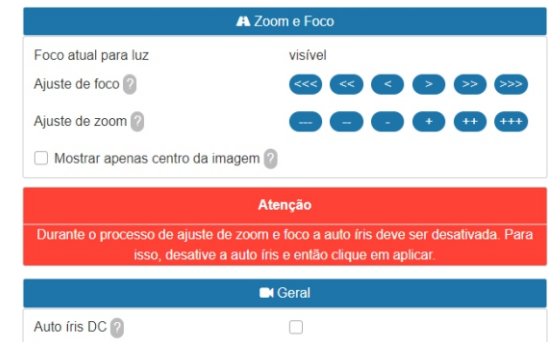 Zoom e Foco
Foco atual para luz visível
Ajuste de foco ? <<< << < > >> >>>
Ajuste de zoom ? --- -- - + ++ +++
Mostrar apenas centro da imagem ?
Atenção
Durante o processo de ajuste de zoom e foco a auto íris deve ser desativada. Para
isso, desative a auto íris e então clique em aplicar.
Geral
Auto íris DC ?